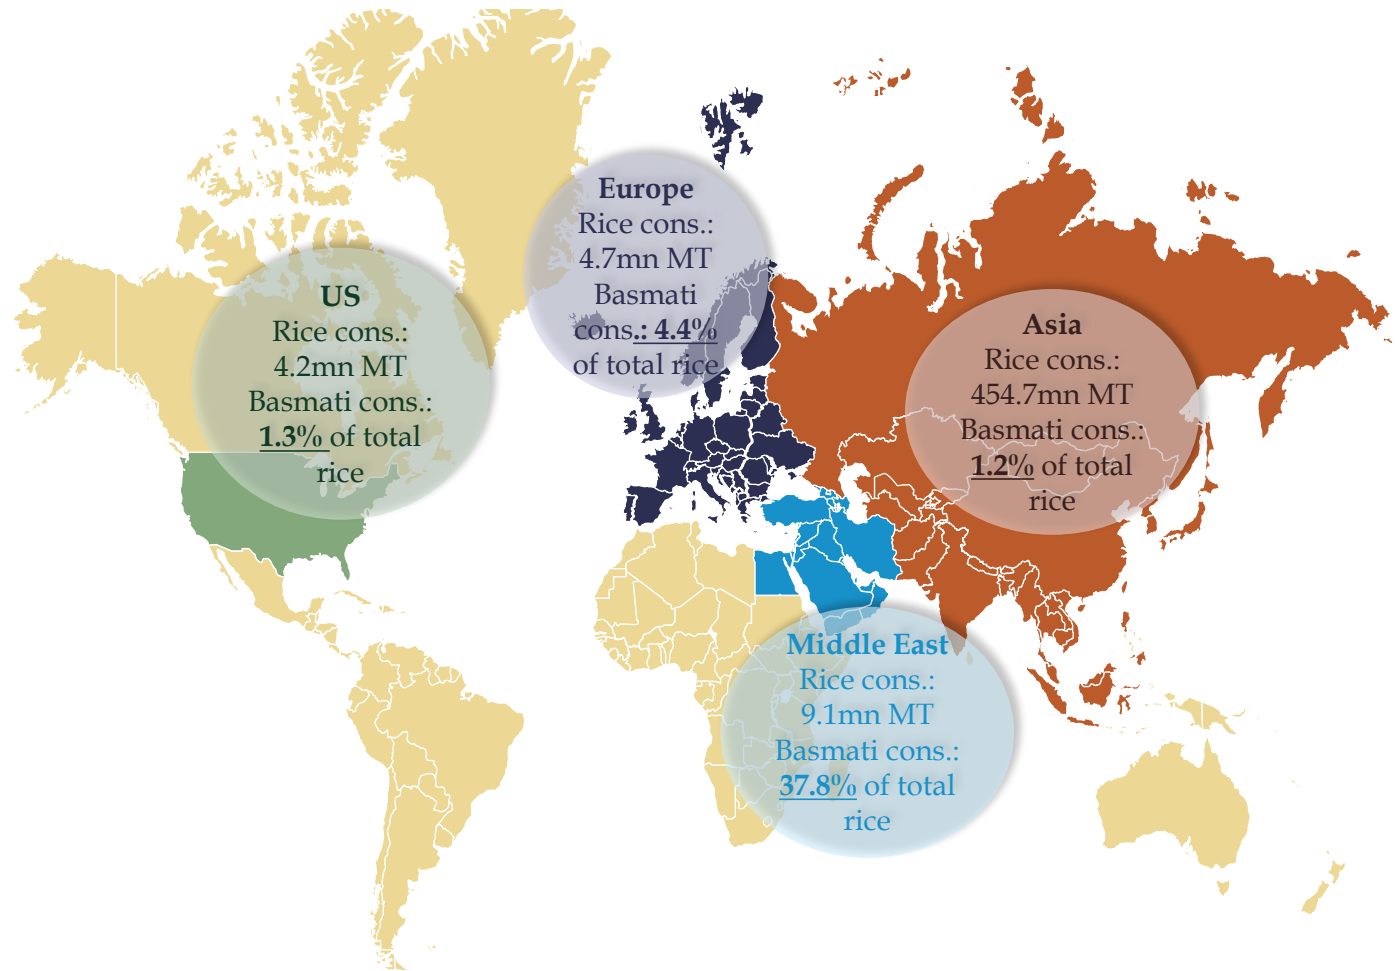 Europe
Rice cons.:
4.7mn MT
Basmati
cons.: 4.4%
of total rice
US
Rice cons.:
4.2mn MT
Basmati cons.:
1.3% of total
rice
Asia
Rice cons.:
454.7mn MT
Basmati cons.:
1.2% of total
rice
Middle East
Rice cons.:
9.1mn MT
Basmati cons.:
37.8% of total
rice